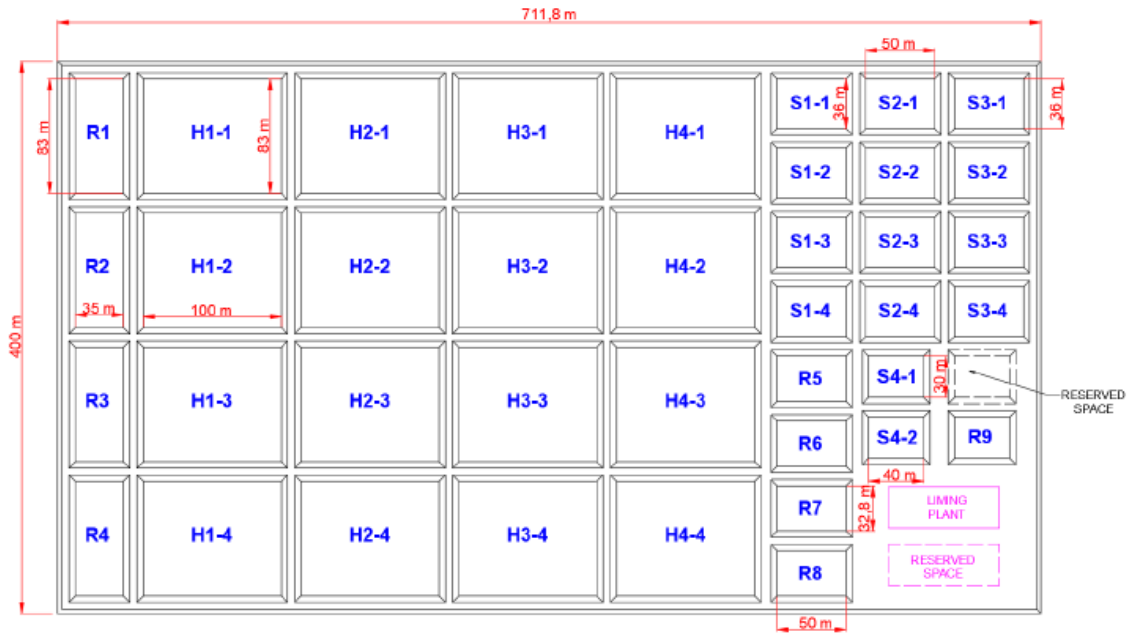 711,8 m
50 m
R1
H1-1
H2-1
H3-1
H4-1
S1-1
S2-1
S3-1
83 m
83 m
36 m
36 m
S1-2
S2-2
S3-2
R2
H1-2
H2-2
H3-2
H4-2
S1-3
S2-3
S3-3
35 m
100 m
S1-4
S2-4
S3-4
400 m
R3
H1-3
H2-3
H3-3
H4-3
R5
S4-1
30 m
RESERVED
SPACE
R6
S4-2
R9
40 m
R4
H1-4
H2-4
H3-4
H4-4
R7
32,8 m
LIMING
PLANT
R8
RESERVED
SPACE
50 m